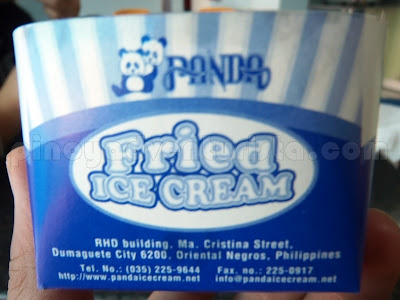 PANDA
Fried
ICE CREAM
RHD building, Ma. Cristina Street,
Dumaguete City 6200, Oriental Negros, Philippines
Tel. No.: (035) 225-9644 Fax. no.: 225-0917
http://www.pandaicecream.net info@pandaicecream.net